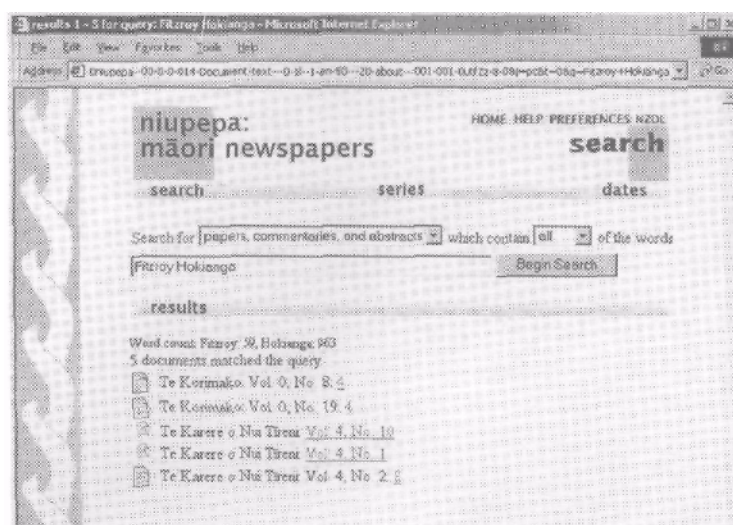 results 1 - 5 for query: Fitzroy Hokianga - Microsoft Internet Explorer
File Edit View Favorites Tools Help
Address
Go
niupepa:
māori newspapers
HOME HELP PREFERENCES NZDL
search
search series dates
Search for papers, commentaries, and abstracts which contain all of the words
Fitzroy Hokianga Begin Search
results
Word count: Fitzroy: 59, Hokianga: 963
5 documents matched the query.
Te Korimako: Vol. 0, No. 8: 4
Te Korimako: Vol. 0, No. 19: 4
Te Karere o Nui Tireni: Vol. 4, No. 10
Te Karere o Nui Tireni: Vol. 4, No. 1
Te Karere o Nui Tireni: Vol. 4, No. 2: